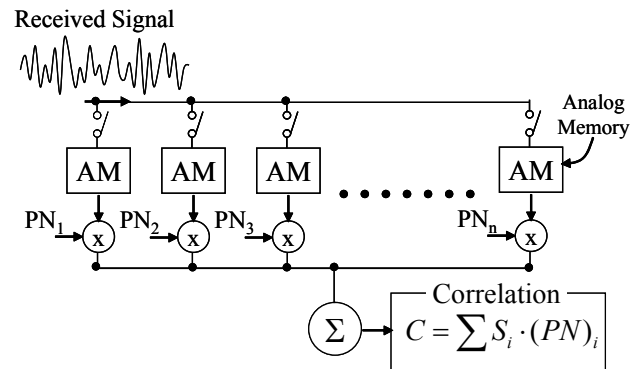 Received Signal
Analog
Memory
AM AM AM AM
PN₁ PN₂ PN₃ PNₙ
x x x x
Σ
Correlation
C = ∑ Sᵢ · (PN)ᵢ